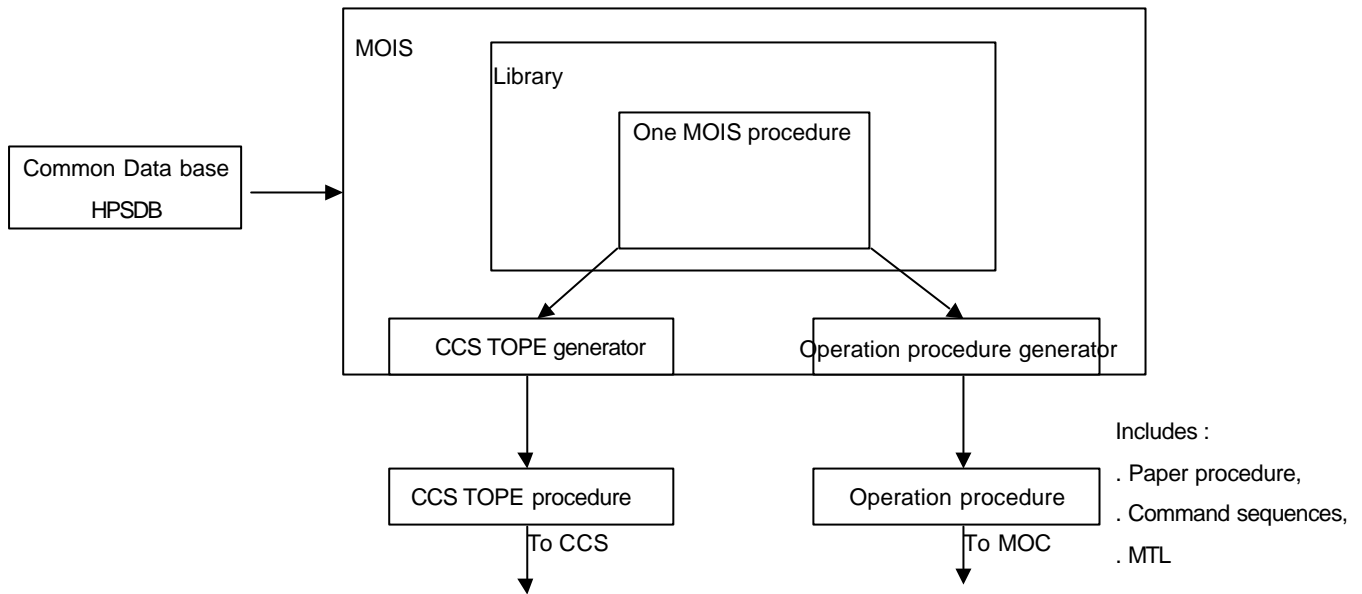 MOIS
Library
One MOIS procedure
Common Data base
HPSDB
CCS TOPE generator
Operation procedure generator
CCS TOPE procedure
Operation procedure
To CCS
To MOC
Includes :
. Paper procedure,
. Command sequences,
. MTL